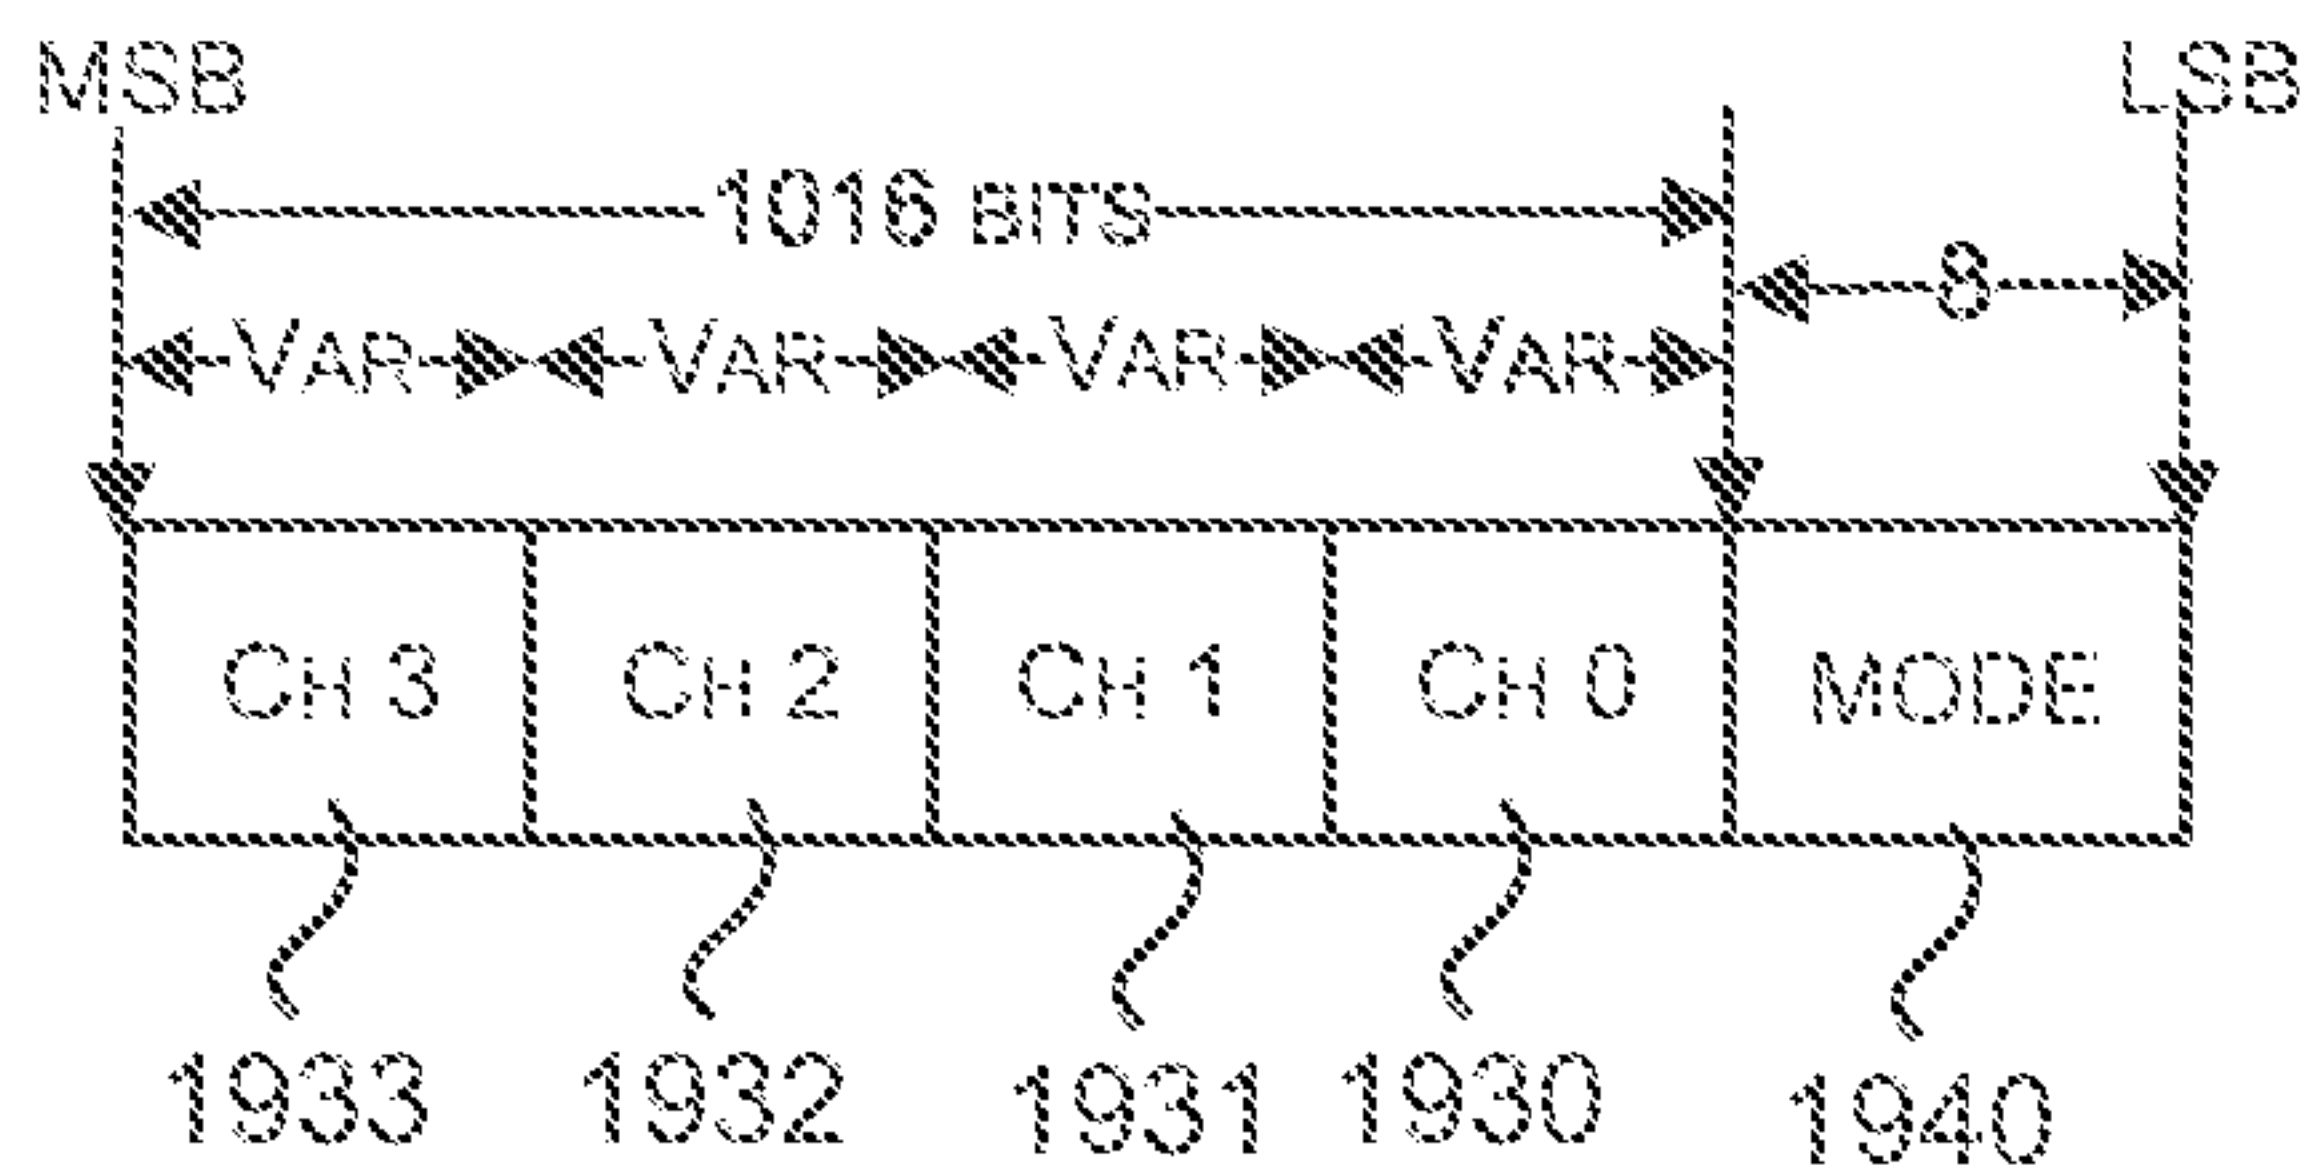 MSB LSB
1016 BITS
8
VAR VAR VAR VAR
CH 3 CH 2 CH 1 CH 0 MODE
1933 1932 1931 1930 1940